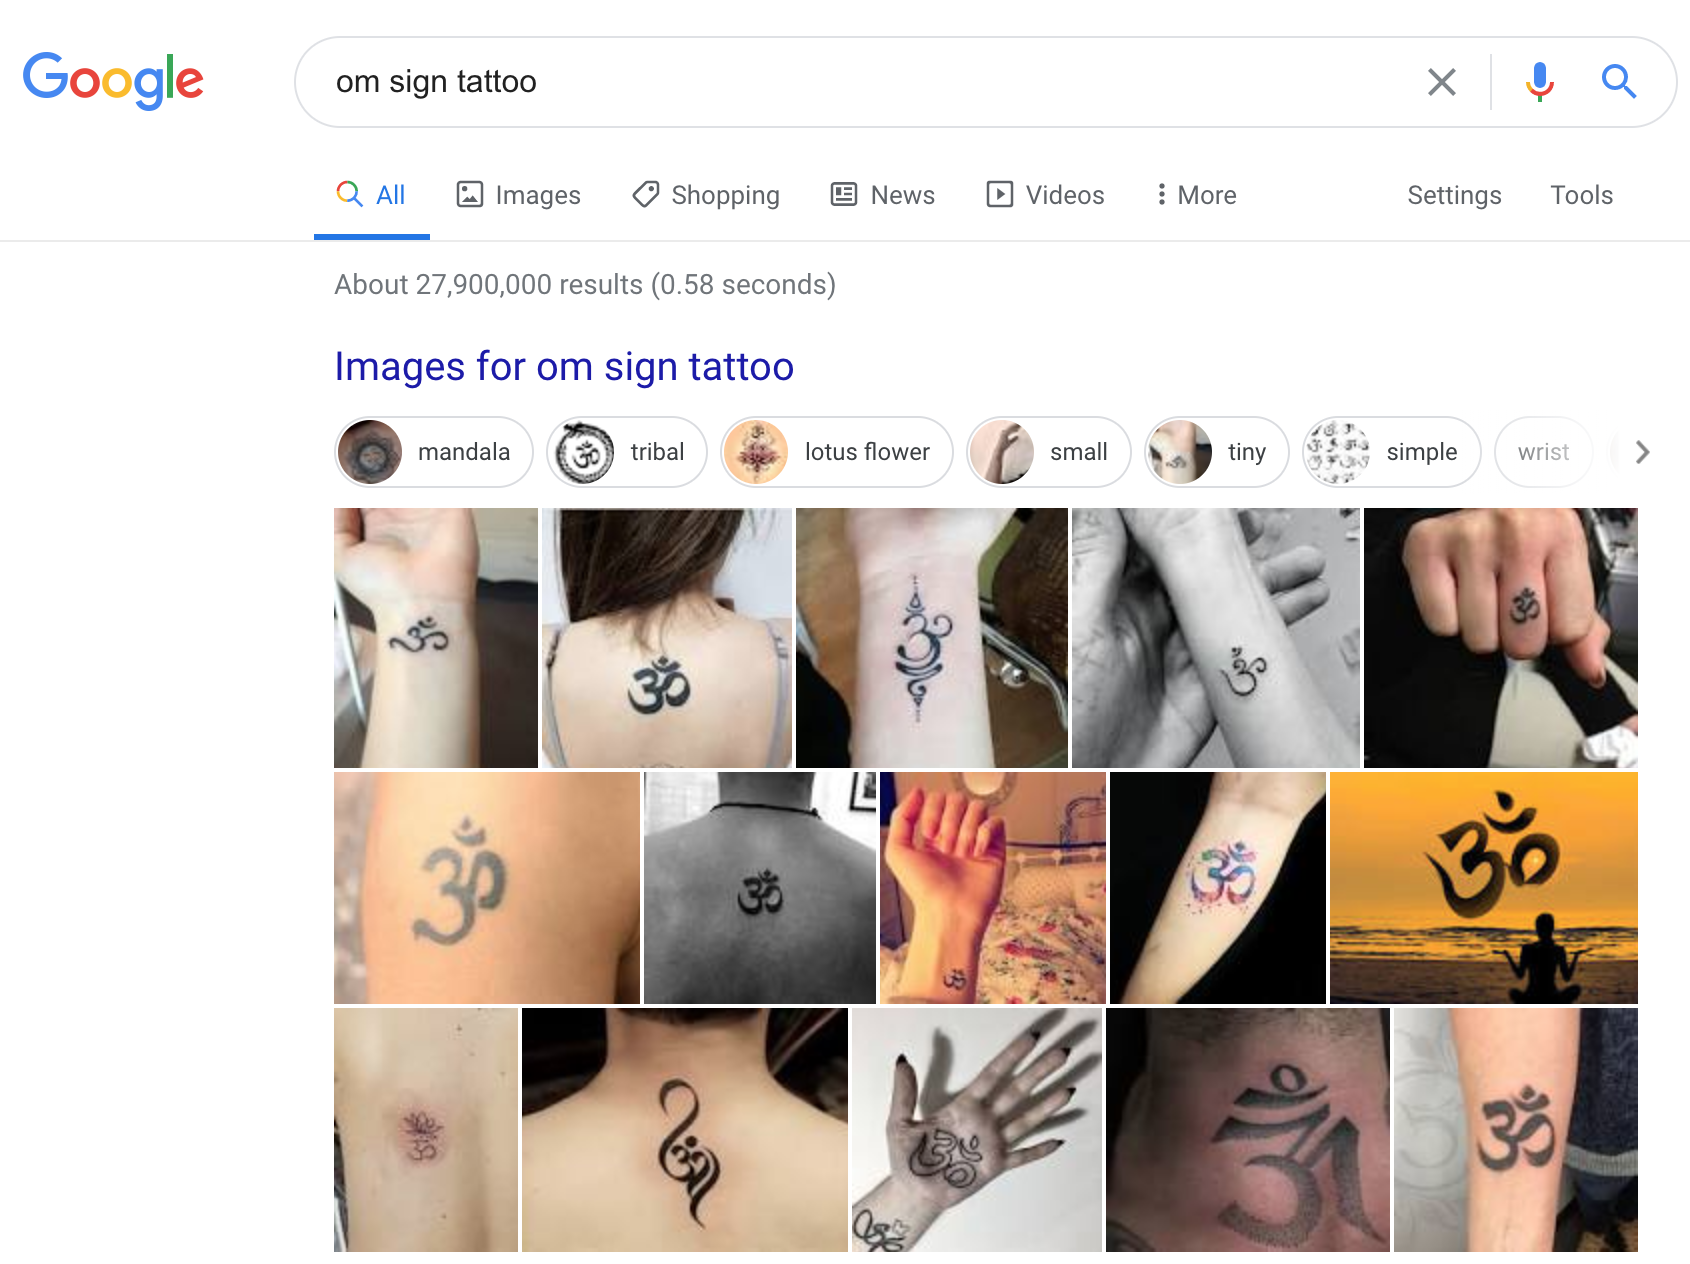 Google
om sign tattoo
All Images Shopping News Videos More Settings Tools
About 27,900,000 results (0.58 seconds)
Images for om sign tattoo
mandala tribal lotus flower small tiny simple wrist
ॐ ॐ ॐ ॐ ॐ
ॐ ॐ ॐ ॐ ॐ
ॐ ॐ ॐ